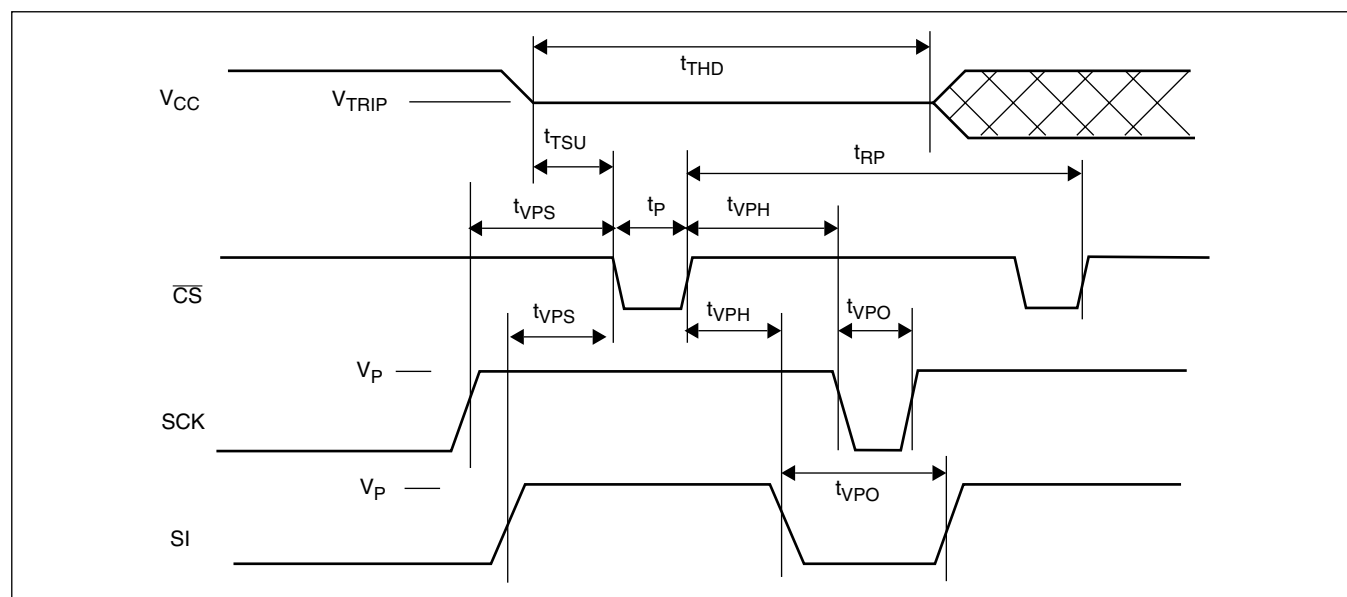 tTHD
VCC
VTRIP
tTSU
tRP
tVPS
tP
tVPH
CS
tVPS
tVPH
tVPO
VP
SCK
VP
tVPO
SI